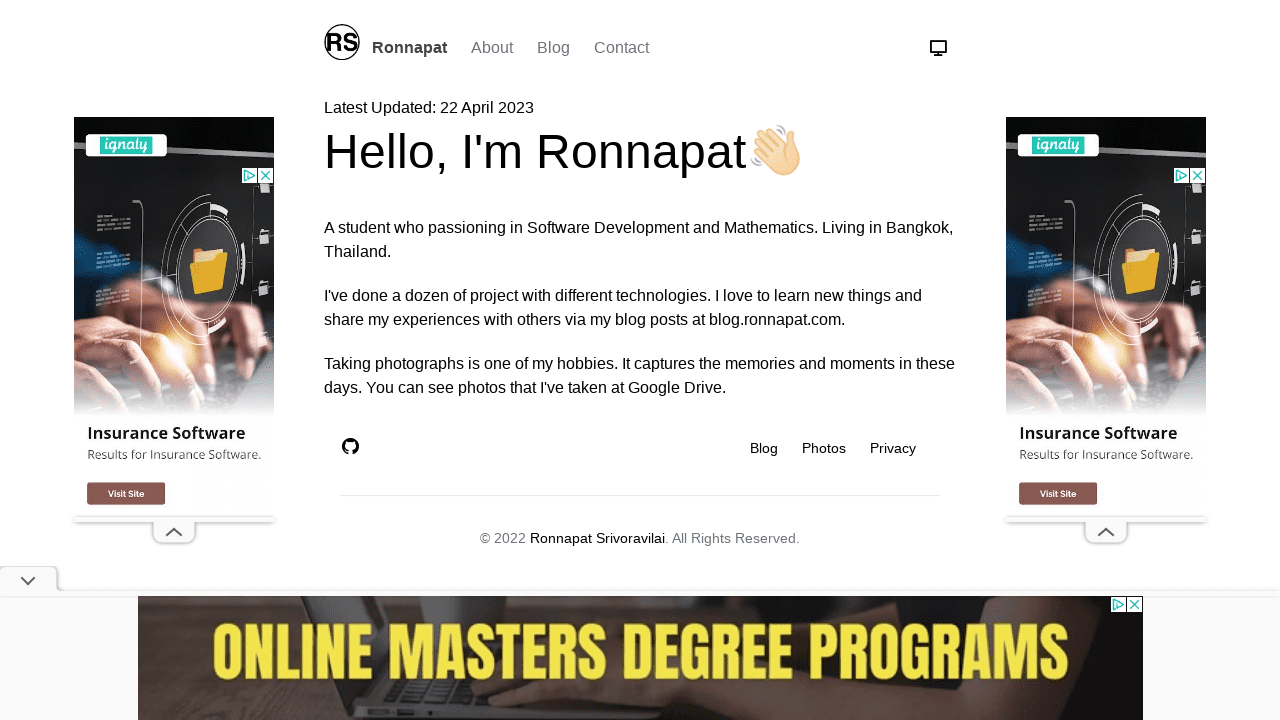 RS Ronnapat About Blog Contact
Latest Updated: 22 April 2023
Hello, I'm Ronnapat👋🏼
A student who passioning in Software Development and Mathematics. Living in Bangkok,
Thailand.
I've done a dozen of project with different technologies. I love to learn new things and
share my experiences with others via my blog posts at blog.ronnapat.com.
Taking photographs is one of my hobbies. It captures the memories and moments in these
days. You can see photos that I've taken at Google Drive.
Blog Photos Privacy
© 2022 Ronnapat Srivoravilai. All Rights Reserved.
ignaly
Insurance Software
Results for Insurance Software.
Visit Site
ignaly
Insurance Software
Results for Insurance Software.
Visit Site
ONLINE MASTERS DEGREE PROGRAMS